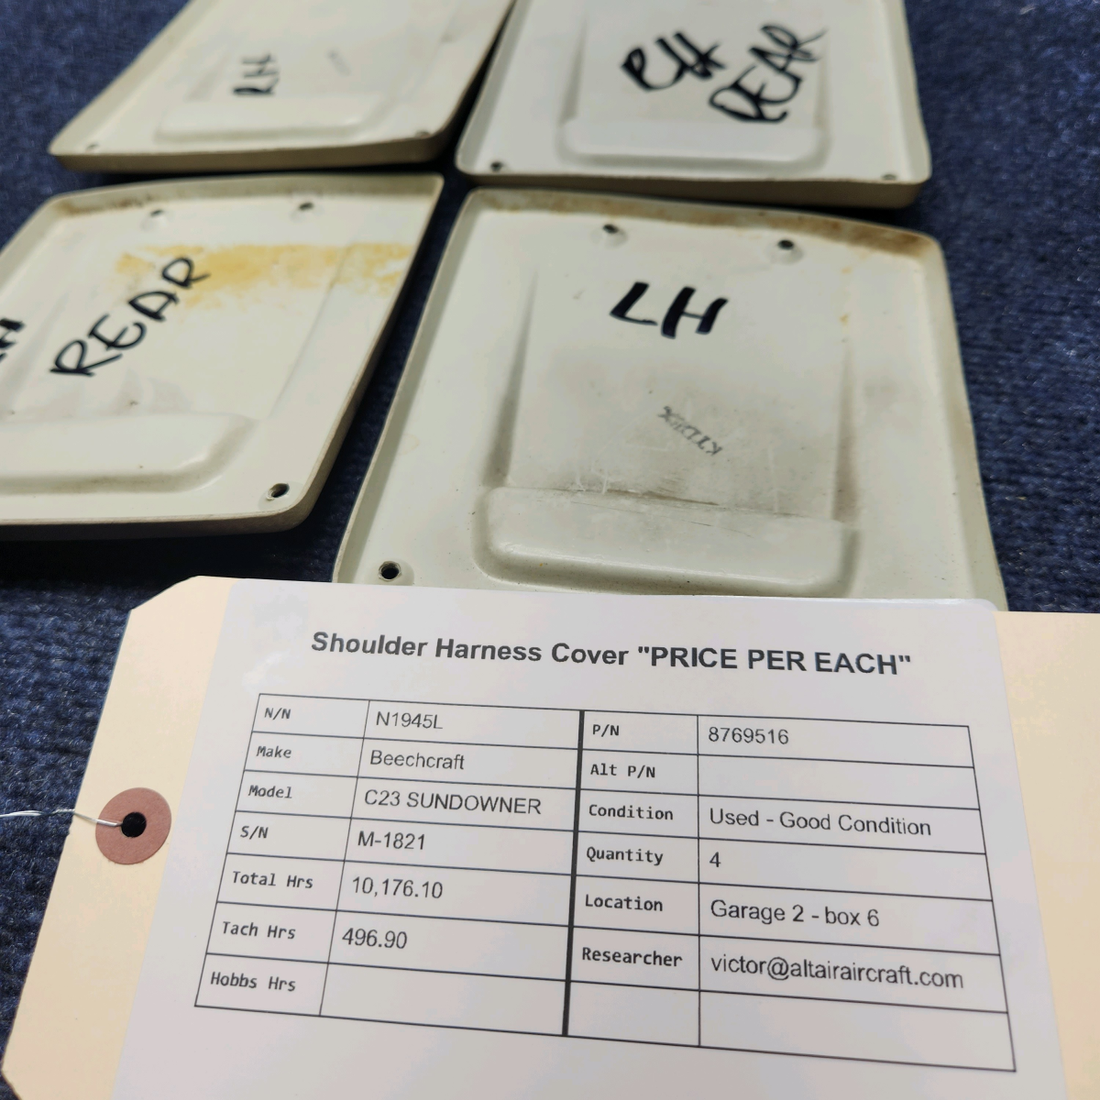 RH
RH
REAR
REAR
LH
KYDEX
Shoulder Harness Cover "PRICE PER EACH"
N/N N1945L P/N 8769516
Make Beechcraft Alt P/N
Model C23 SUNDOWNER Condition Used - Good Condition
S/N M-1821 Quantity 4
Total Hrs 10,176.10 Location Garage 2 - box 6
Tach Hrs 496.90 Researcher victor@altairaircraft.com
Hobbs Hrs